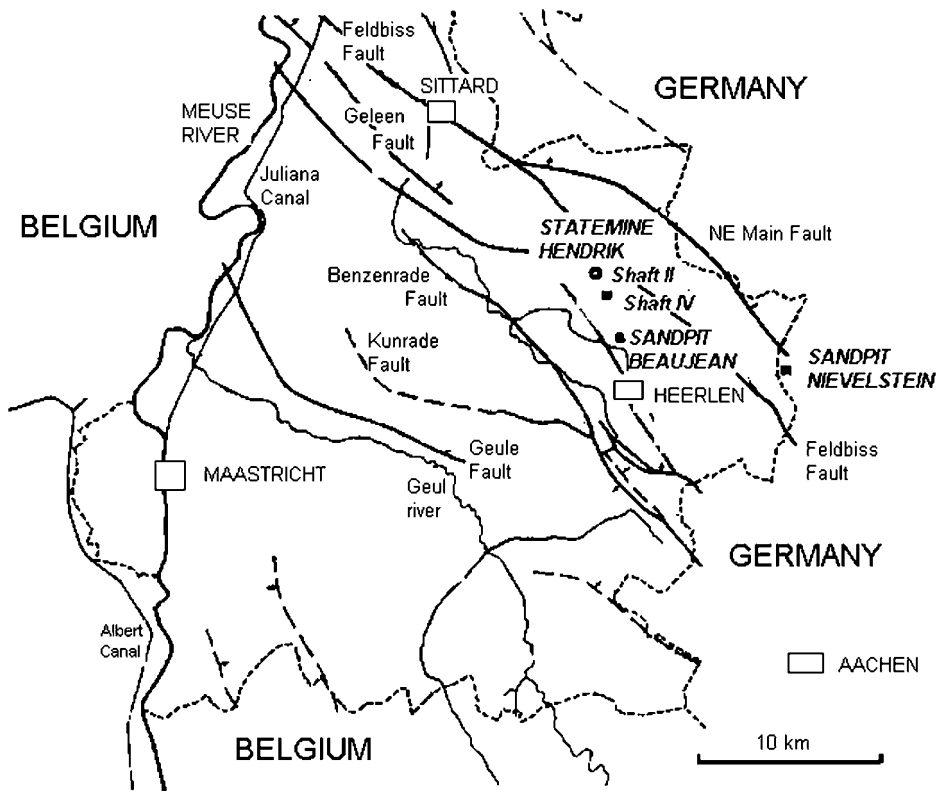 Feldbiss
Fault
SITTARD
GERMANY
MEUSE
RIVER
Geleen
Fault
Juliana
Canal
BELGIUM
STATEMINE
HENDRIK
NE Main Fault
Shaft II
Benzenrade
Fault
Shaft IV
Kunrade
Fault
SANDPIT
BEAUJEAN
SANDPIT
NIEVELSTEIN
HEERLEN
Geule
Fault
Feldbiss
Fault
MAASTRICHT
Geul
river
GERMANY
Albert
Canal
AACHEN
BELGIUM
10 km